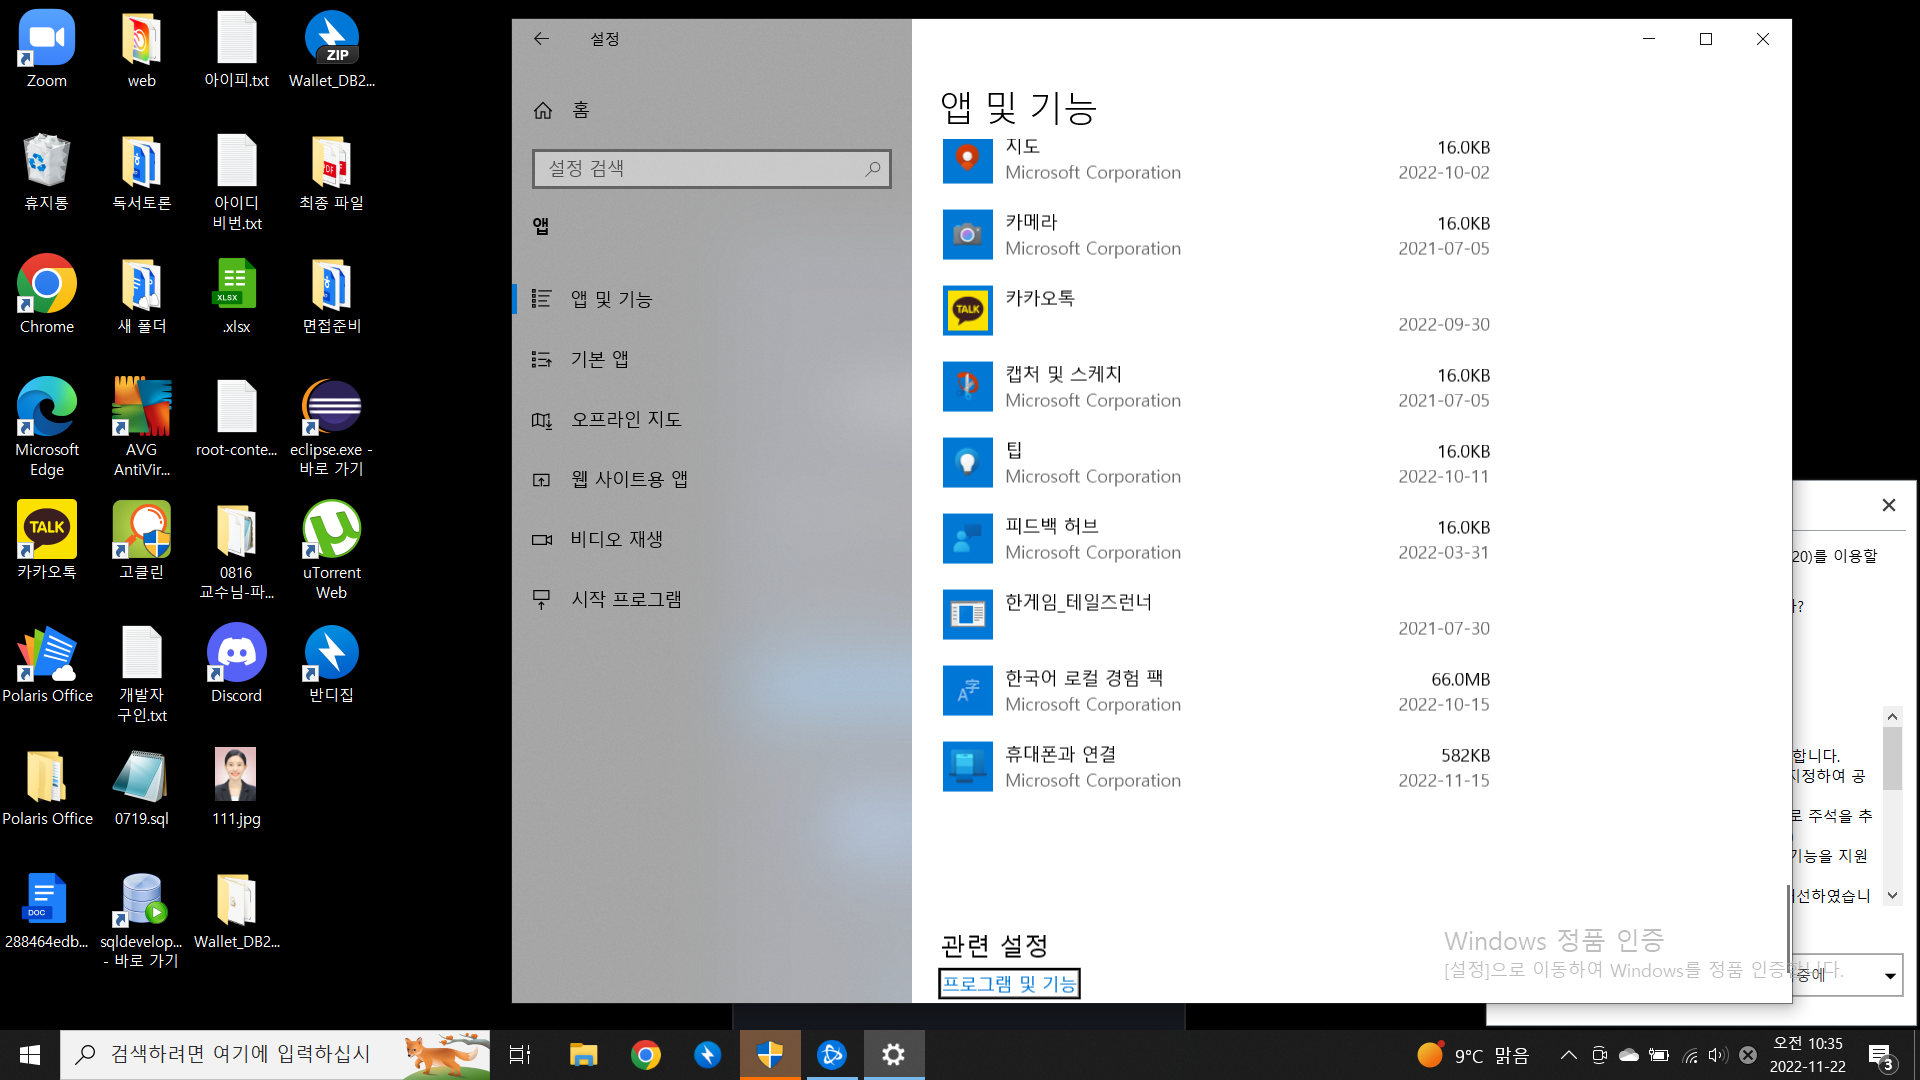 Zoom
web
아이피.txt
Wallet_DB2...
휴지통
독서토론
아이디
비번.txt
최종 파일
Chrome
새 폴더
.xlsx
면접준비
Microsoft
Edge
AVG
AntiVir...
root-conte...
eclipse.exe -
바로 가기
카카오톡
고클린
0816
교수님-파...
uTorrent
Web
Polaris Office
개발자
구인.txt
Discord
반디집
Polaris Office
0719.sql
111.jpg
288464edb...
sqldevelop...
- 바로 가기
Wallet_DB2...
ZIP
XLSX
PDF
TALK
DOC
설정
홈
설정 검색
앱
앱 및 기능
기본 앱
오프라인 지도
웹 사이트용 앱
비디오 재생
시작 프로그램
앱 및 기능
지도 16.0KB
Microsoft Corporation 2022-10-02
카메라 16.0KB
Microsoft Corporation 2021-07-05
TALK
카카오톡
2022-09-30
캡처 및 스케치 16.0KB
Microsoft Corporation 2021-07-05
팁 16.0KB
Microsoft Corporation 2022-10-11
피드백 허브 16.0KB
Microsoft Corporation 2022-03-31
한게임_테일즈런너
2021-07-30
한국어 로컬 경험 팩 66.0MB
Microsoft Corporation 2022-10-15
휴대폰과 연결 582KB
Microsoft Corporation 2022-11-15
관련 설정
프로그램 및 기능
Windows 정품 인증
[설정]으로 이동하여 Windows를 정품 인증합니다.
20)를 이용할
?
합니다.
지정하여 공
로 주석을 추
기능을 지원
선하였습니
중에
검색하려면 여기에 입력하십시
9°C 맑음
오전 10:35
2022-11-22
3